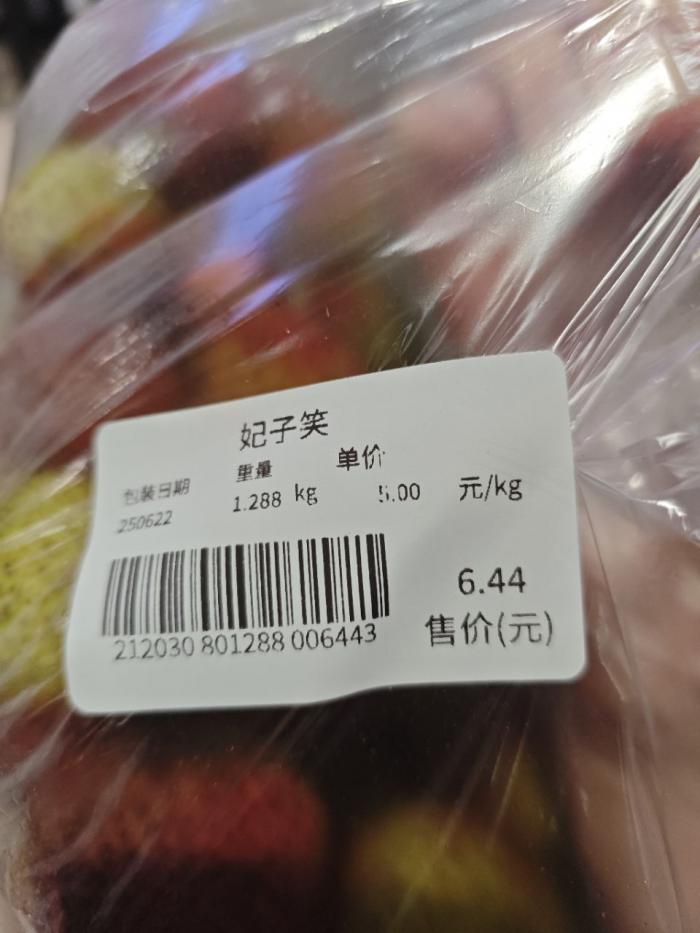 妃子笑
包装日期 重量 单价
250622 1.288 kg 5.00 元/kg
6.44
212030 801288 006443 售价(元)